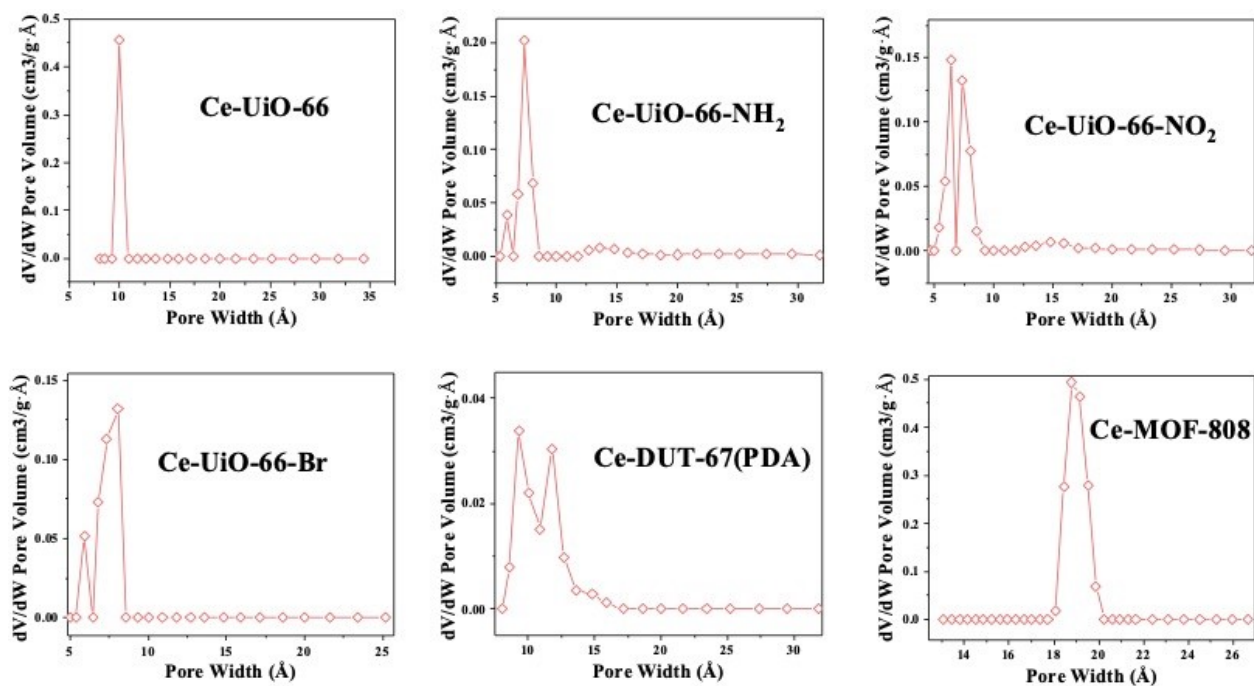 dV/dW Pore Volume (cm3/g·Å)
0.5
0.4
0.3
0.2
0.1
0.0
Ce-UiO-66
5 10 15 20 25 30 35
Pore Width (Å)
dV/dW Pore Volume (cm3/g·Å)
0.20
0.15
0.10
0.05
0.00
Ce-UiO-66-NH₂
5 10 15 20 25 30
Pore Width (Å)
dV/dW Pore Volume (cm3/g·Å)
0.15
0.10
0.05
0.00
Ce-UiO-66-NO₂
5 10 15 20 25 30
Pore Width (Å)
dV/dW Pore Volume (cm3/g·Å)
0.15
0.10
0.05
0.00
Ce-UiO-66-Br
5 10 15 20 25
Pore Width (Å)
dV/dW Pore Volume (cm3/g·Å)
0.04
0.02
0.00
Ce-DUT-67(PDA)
10 15 20 25 30
Pore Width (Å)
dV/dW Pore Volume (cm3/g·Å)
0.5
0.4
0.3
0.2
0.1
0.0
Ce-MOF-808
14 16 18 20 22 24 26
Pore Width (Å)